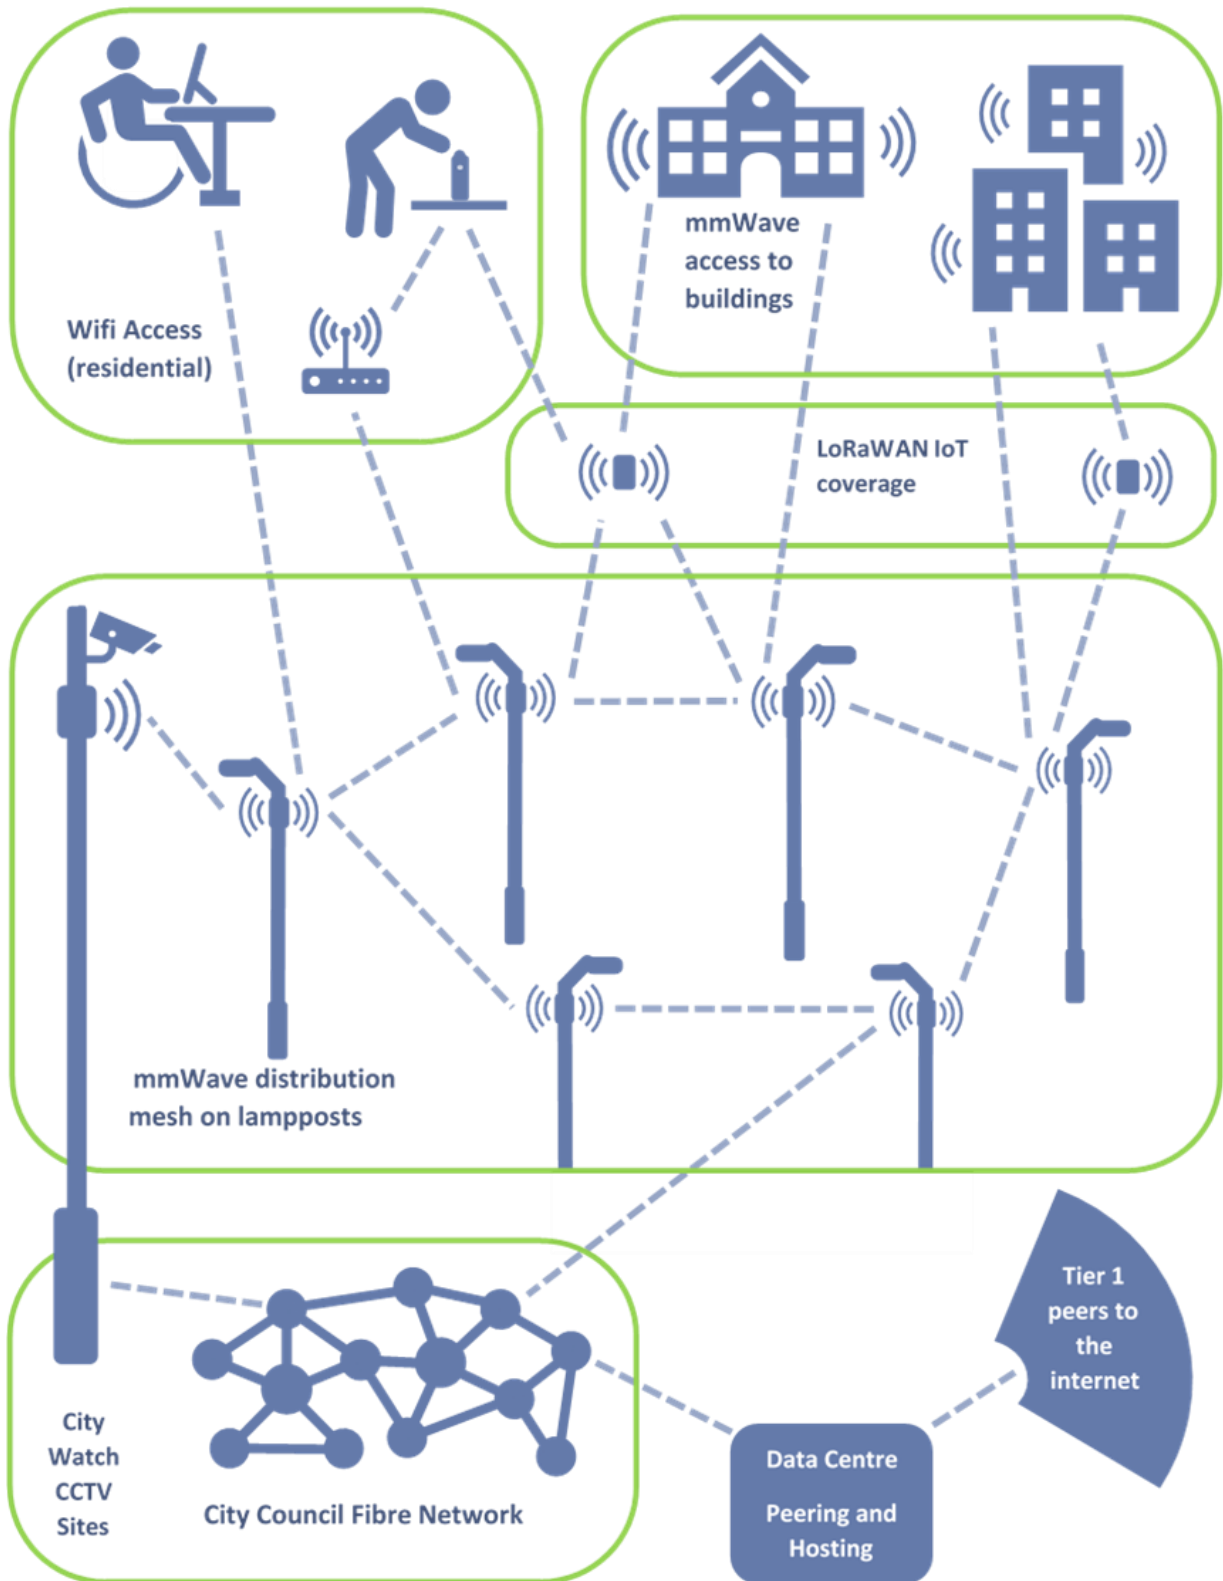 Wifi Access
(residential)
mmWave
access to
buildings
LoRaWAN IoT
coverage
mmWave distribution
mesh on lampposts
Tier 1
peers to
the
internet
City
Watch
CCTV
Sites
City Council Fibre Network
Data Centre
Peering and
Hosting